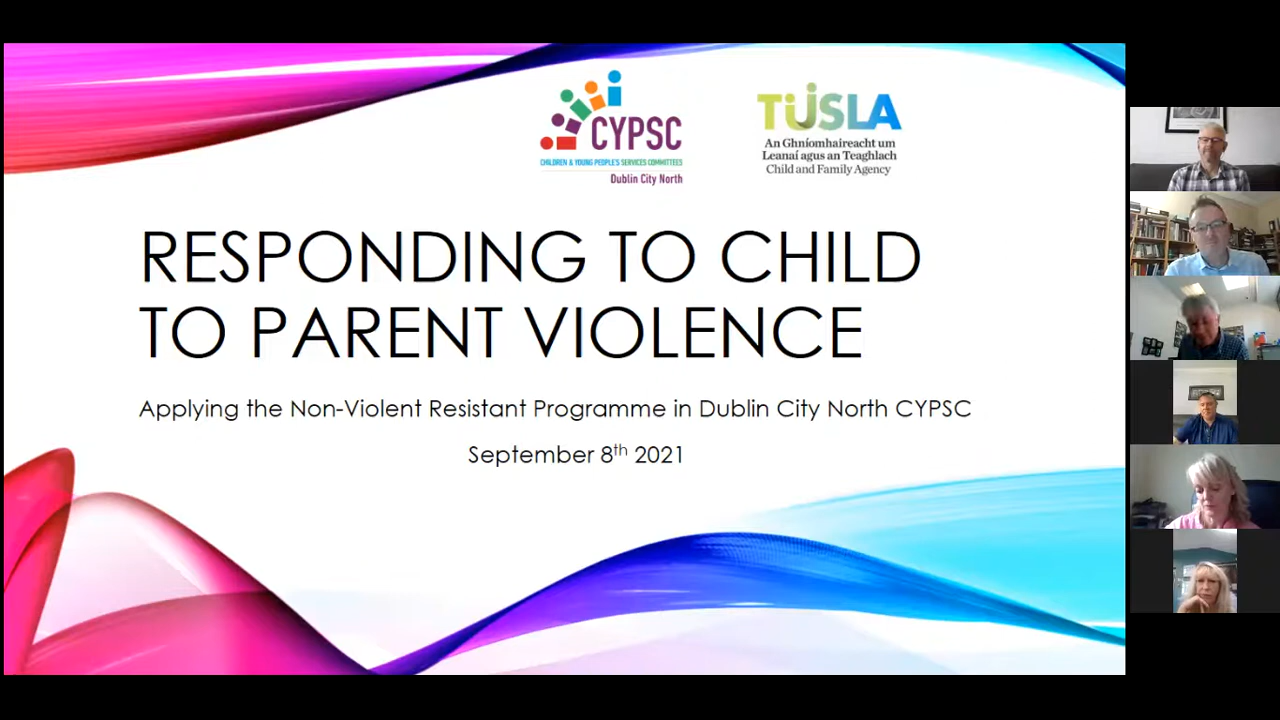 CYPSC
CHILDREN & YOUNG PEOPLE'S SERVICES COMMITTEES
Dublin City North
TUSLA
An Ghníomhaireacht um
Leanaí agus an Teaghlach
Child and Family Agency
RESPONDING TO CHILD
TO PARENT VIOLENCE
Applying the Non-Violent Resistant Programme in Dublin City North CYPSC
September 8th 2021